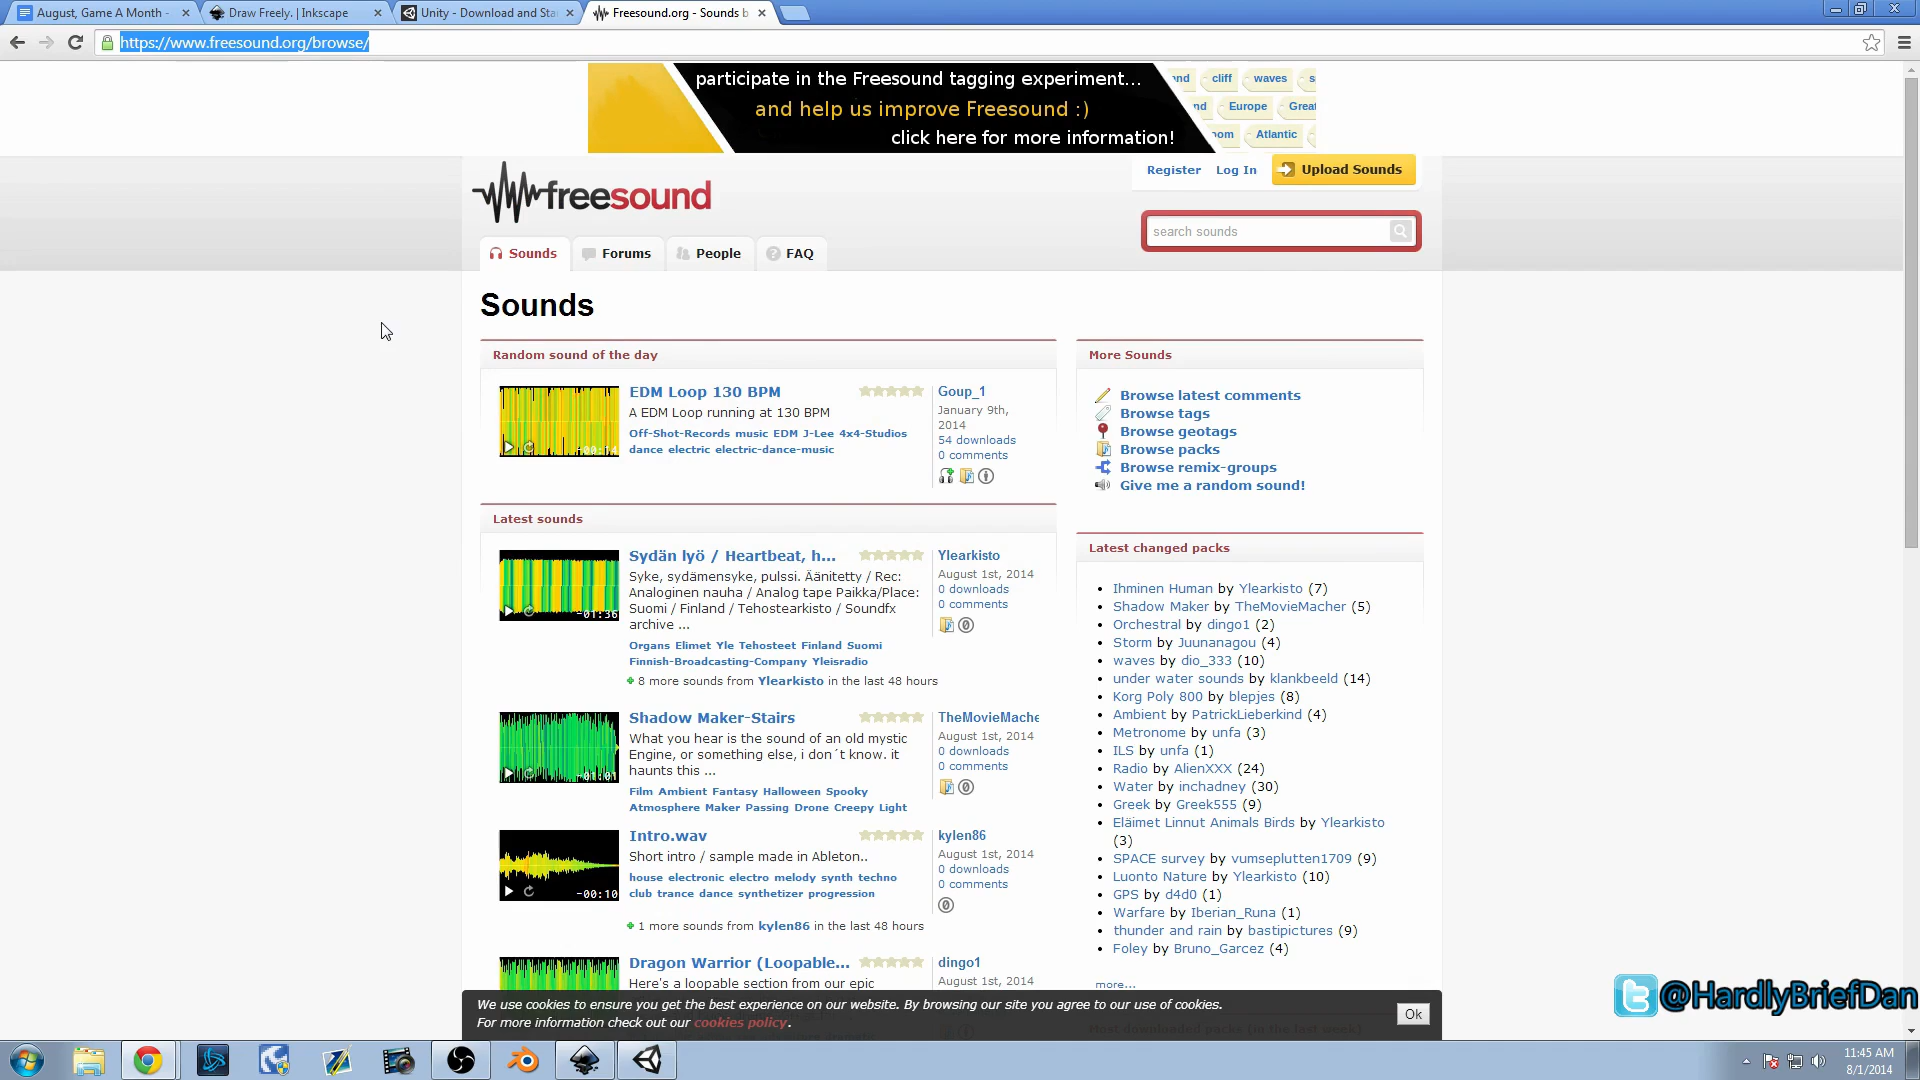 August, Game A Month -
Draw Freely. | Inkscape
Unity - Download and Sta
Freesound.org - Sounds b
https://www.freesound.org/browse/
participate in the Freesound tagging experiment...
and help us improve Freesound :)
click here for more information!
nd cliff waves s
nd Europe Great
oom Atlantic
freesound
Register Log In Upload Sounds
search sounds
Sounds Forums People FAQ
Sounds
Random sound of the day
EDM Loop 130 BPM
A EDM Loop running at 130 BPM
Off-Shot-Records music EDM J-Lee 4x4-Studios
dance electric electric-dance-music
-00:14
Goup_1
January 9th,
2014
54 downloads
0 comments
Latest sounds
Sydän lyö / Heartbeat, h...
Syke, sydämensyke, pulssi. Äänitetty / Rec:
Analoginen nauha / Analog tape Paikka/Place:
Suomi / Finland / Tehostearkisto / Soundfx
archive ...
Organs Elimet Yle Tehosteet Finland Suomi
Finnish-Broadcasting-Company Yleisradio
8 more sounds from Ylearkisto in the last 48 hours
-01:36
Ylearkisto
August 1st, 2014
0 downloads
0 comments
Shadow Maker-Stairs
What you hear is the sound of an old mystic
Engine, or something else, i don´t know. it
haunts this ...
Film Ambient Fantasy Halloween Spooky
Atmosphere Maker Passing Drone Creepy Light
-01:01
TheMovieMache
August 1st, 2014
0 downloads
0 comments
Intro.wav
Short intro / sample made in Ableton..
house electronic electro melody synth techno
club trance dance synthetizer progression
1 more sounds from kylen86 in the last 48 hours
-00:10
kylen86
August 1st, 2014
0 downloads
0 comments
Dragon Warrior (Loopable...
Here's a loopable section from our epic
dingo1
August 1st, 2014
More Sounds
Browse latest comments
Browse tags
Browse geotags
Browse packs
Browse remix-groups
Give me a random sound!
Latest changed packs
Ihminen Human by Ylearkisto (7)
Shadow Maker by TheMovieMacher (5)
Orchestral by dingo1 (2)
Storm by Juunanagou (4)
waves by dio_333 (10)
under water sounds by klankbeeld (14)
Korg Poly 800 by blepjes (8)
Ambient by PatrickLieberkind (4)
Metronome by unfa (3)
ILS by unfa (1)
Radio by AlienXXX (24)
Water by inchadney (30)
Greek by Greek555 (9)
Eläimet Linnut Animals Birds by Ylearkisto
(3)
SPACE survey by vumseplutten1709 (9)
Luonto Nature by Ylearkisto (10)
GPS by d4d0 (1)
Warfare by Iberian_Runa (1)
thunder and rain by bastipictures (9)
Foley by Bruno_Garcez (4)
more...
Most downloaded packs (in the last week)
We use cookies to ensure you get the best experience on our website. By browsing our site you agree to our use of cookies.
For more information check out our cookies policy.
Ok
@HardlyBriefDan
11:45 AM
8/1/2014